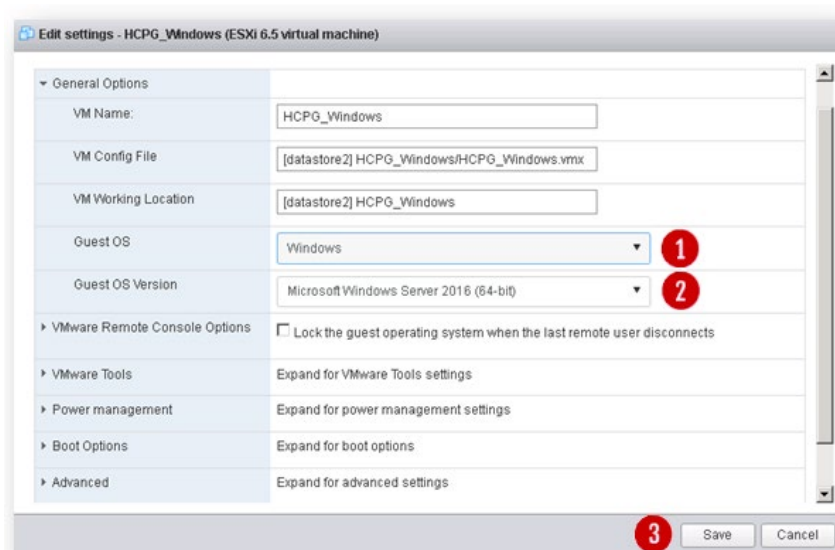 Edit settings - HCPG_Windows (ESXi 6.5 virtual machine)
General Options
VM Name:
HCPG_Windows
VM Config File
[datastore2] HCPG_Windows/HCPG_Windows.vmx
VM Working Location
[datastore2] HCPG_Windows
Guest OS
Windows
1
Guest OS Version
Microsoft Windows Server 2016 (64-bit)
2
VMware Remote Console Options
Lock the guest operating system when the last remote user disconnects
VMware Tools
Expand for VMware Tools settings
Power management
Expand for power management settings
Boot Options
Expand for boot options
Advanced
Expand for advanced settings
3
Save
Cancel